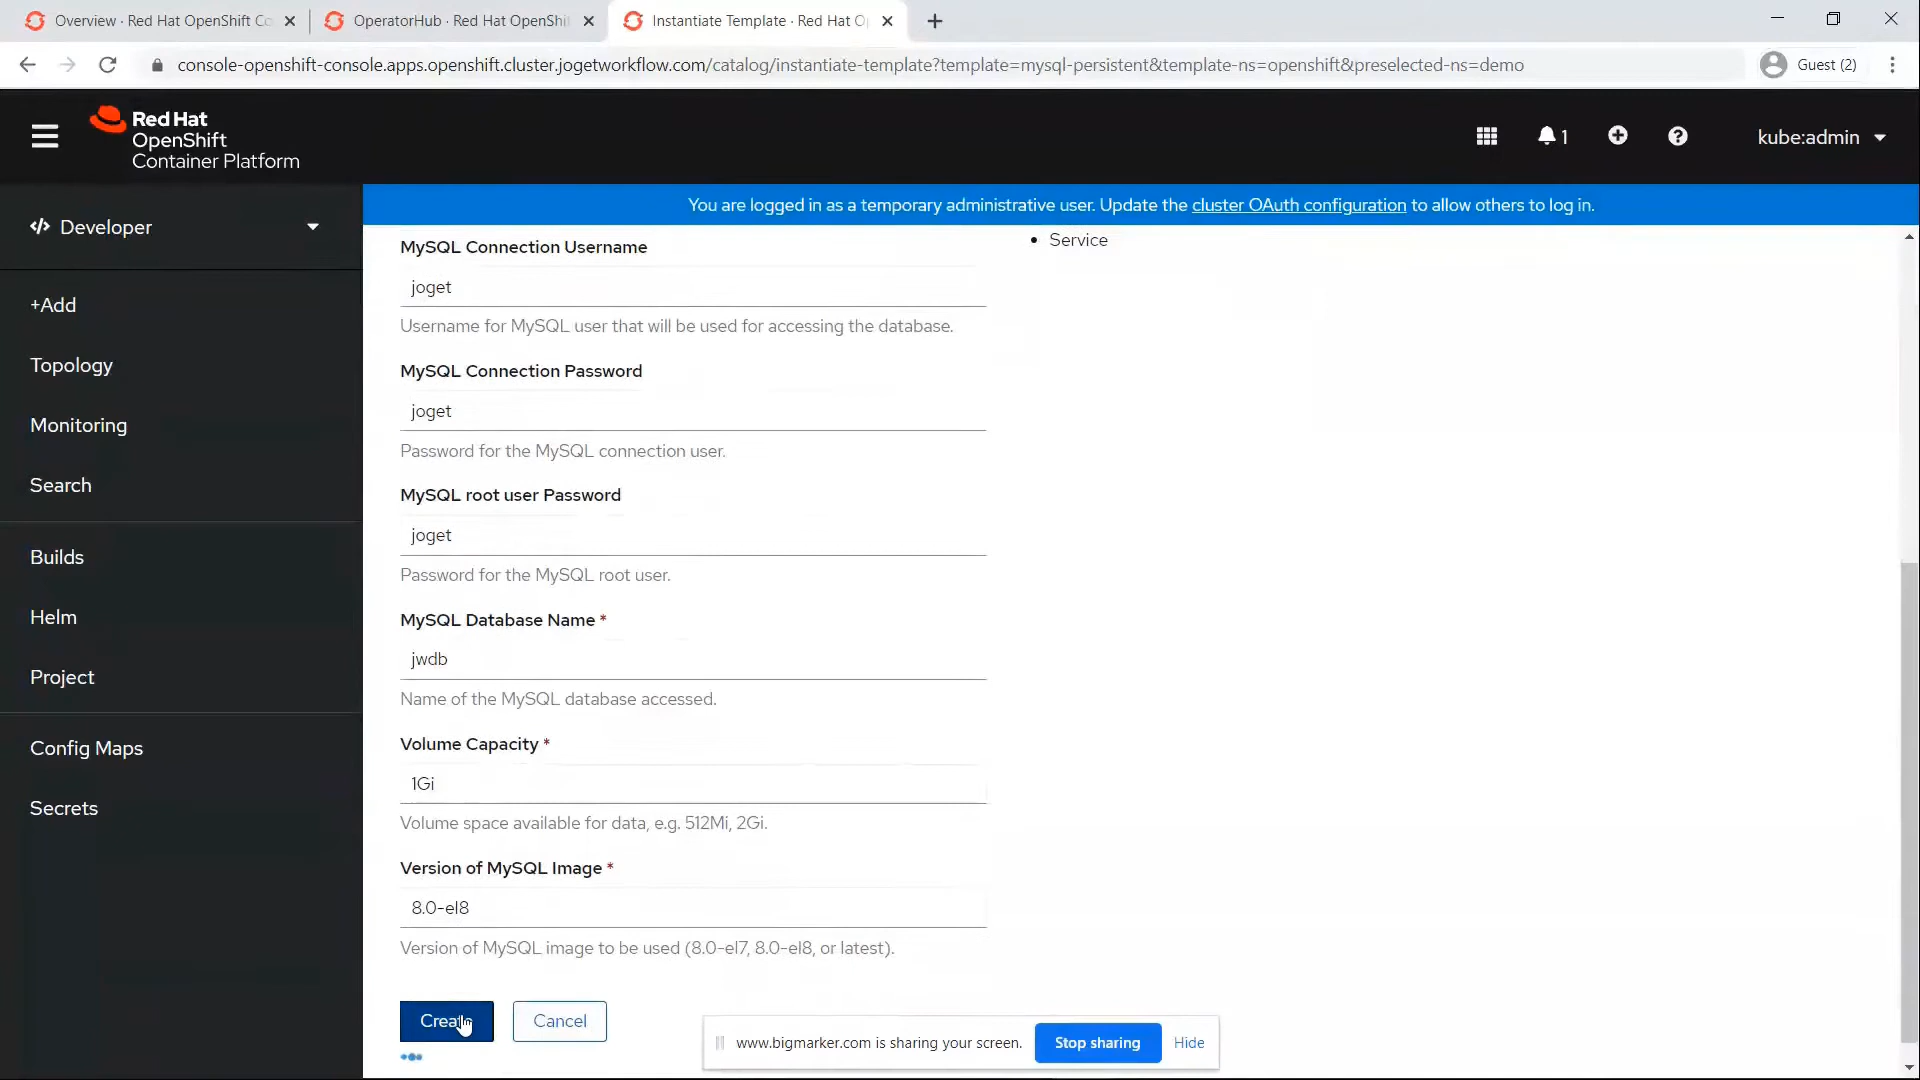 Overview · Red Hat OpenShift Co
OperatorHub · Red Hat OpenShi
Instantiate Template · Red Hat O
console-openshift-console.apps.openshift.cluster.jogetworkflow.com/catalog/instantiate-template?template=mysql-persistent&template-ns=openshift&preselected-ns=demo
Guest (2)
Red Hat
OpenShift
Container Platform
1
kube:admin
Developer
You are logged in as a temporary administrative user. Update the cluster OAuth configuration to allow others to log in.
+Add
Topology
Monitoring
Search
Builds
Helm
Project
Config Maps
Secrets
MySQL Connection Username
joget
Username for MySQL user that will be used for accessing the database.
MySQL Connection Password
joget
Password for the MySQL connection user.
MySQL root user Password
joget
Password for the MySQL root user.
MySQL Database Name *
jwdb
Name of the MySQL database accessed.
Volume Capacity *
1Gi
Volume space available for data, e.g. 512Mi, 2Gi.
Version of MySQL Image *
8.0-el8
Version of MySQL image to be used (8.0-el7, 8.0-el8, or latest).
Create
Cancel
• Service
www.bigmarker.com is sharing your screen.
Stop sharing
Hide